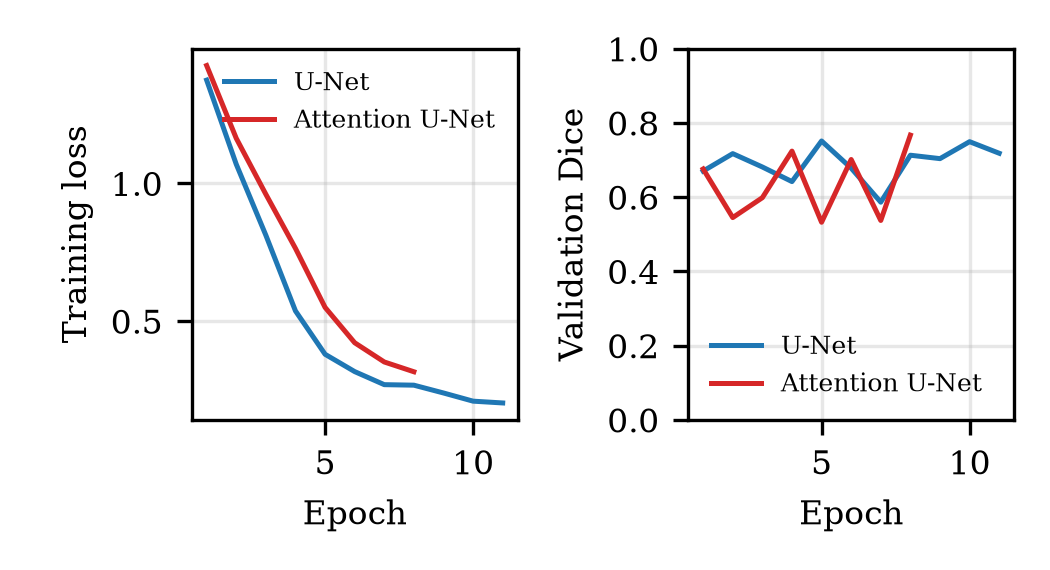 Training loss
1.0
0.5
U-Net
Attention U-Net
5 10
Epoch
Validation Dice
1.0
0.8
0.6
0.4
0.2
0.0
U-Net
Attention U-Net
5 10
Epoch